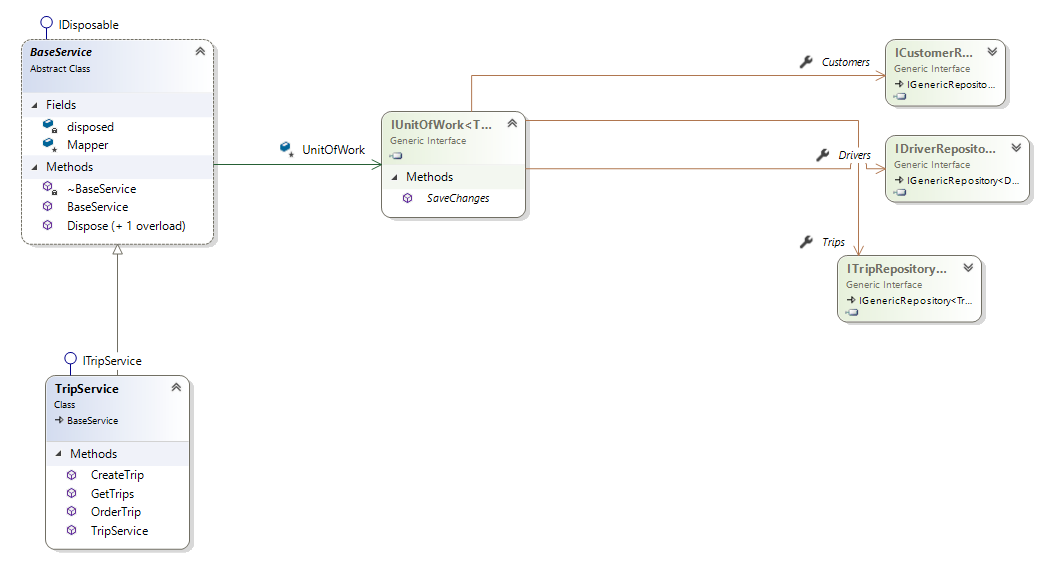 IDisposable
BaseService
Abstract Class
Fields
disposed
Mapper
Methods
~BaseService
BaseService
Dispose (+ 1 overload)
UnitOfWork
IUnitOfWork<T...
Generic Interface
Methods
SaveChanges
Customers
ICustomerR...
Generic Interface
IGenericReposito...
Drivers
IDriverReposito...
Generic Interface
IGenericRepository<D...
Trips
ITripRepository...
Generic Interface
IGenericRepository<Tr...
ITripService
TripService
Class
BaseService
Methods
CreateTrip
GetTrips
OrderTrip
TripService